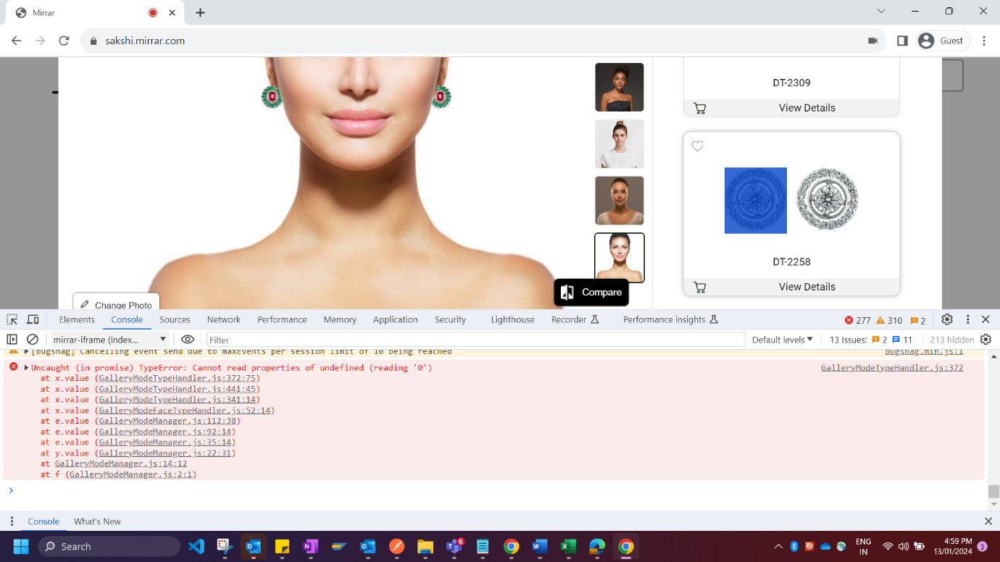 Mirrar
sakshi.mirrar.com
Guest
DT-2309
View Details
DT-2258
View Details
Compare
Change Photo
Elements Console Sources Network Performance Memory Application Security Lighthouse Recorder Performance insights 277 310 2
mirrar-iframe (index... Filter Default levels 13 Issues: 2 11 213 hidden
[bugsnag] Cancelling event send due to maxEvents per session limit of 10 being reached bugsnag.min.js:1
Uncaught (in promise) TypeError: Cannot read properties of undefined (reading '0') GalleryModeTypeHandler.js:372
at x.value (GalleryModeTypeHandler.js:372:75)
at x.value (GalleryModeTypeHandler.js:441:45)
at x.value (GalleryModeTypeHandler.js:341:14)
at x.value (GalleryModeFaceTypeHandler.js:52:14)
at e.value (GalleryModeManager.js:112:38)
at e.value (GalleryModeManager.js:92:14)
at e.value (GalleryModeManager.js:35:14)
at y.value (GalleryModeManager.js:22:31)
at GalleryModeManager.js:14:12
at f (GalleryModeManager.js:2:1)
Console What's New
Search 6 ENG 4:59 PM
IN 13/01/2024 3